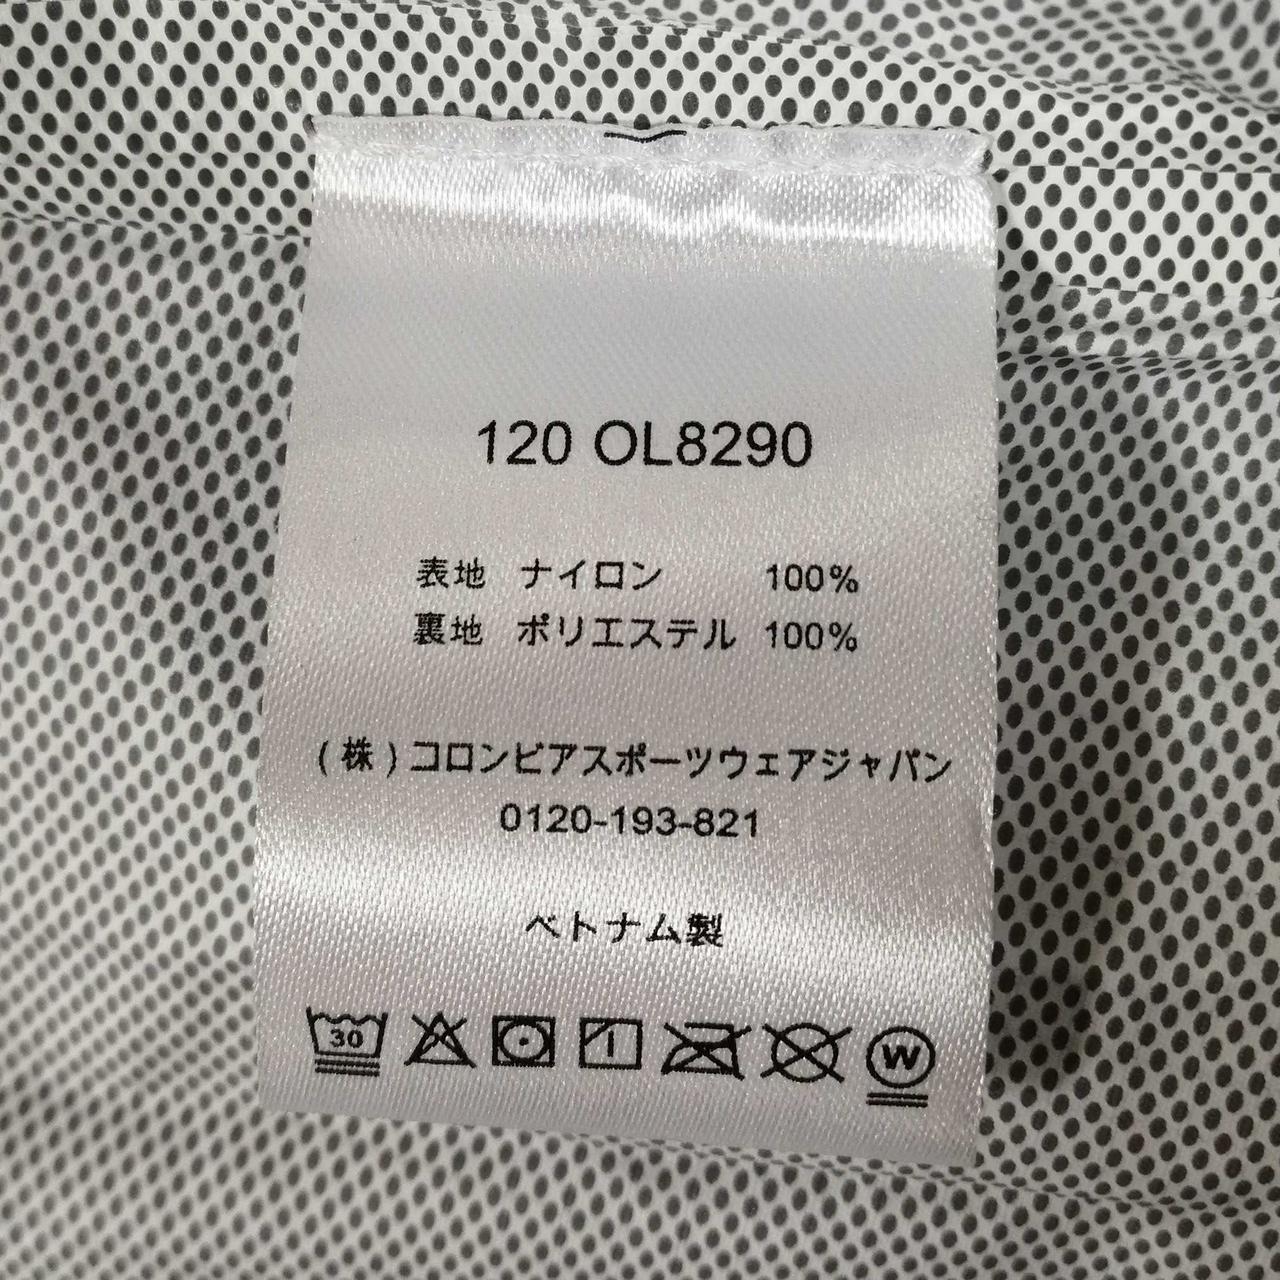 120 OL8290
表地 ナイロン 100%
裏地 ポリエステル 100%
(株)コロンビアスポーツウェアジャパン
0120-193-821
ベトナム製
30 W